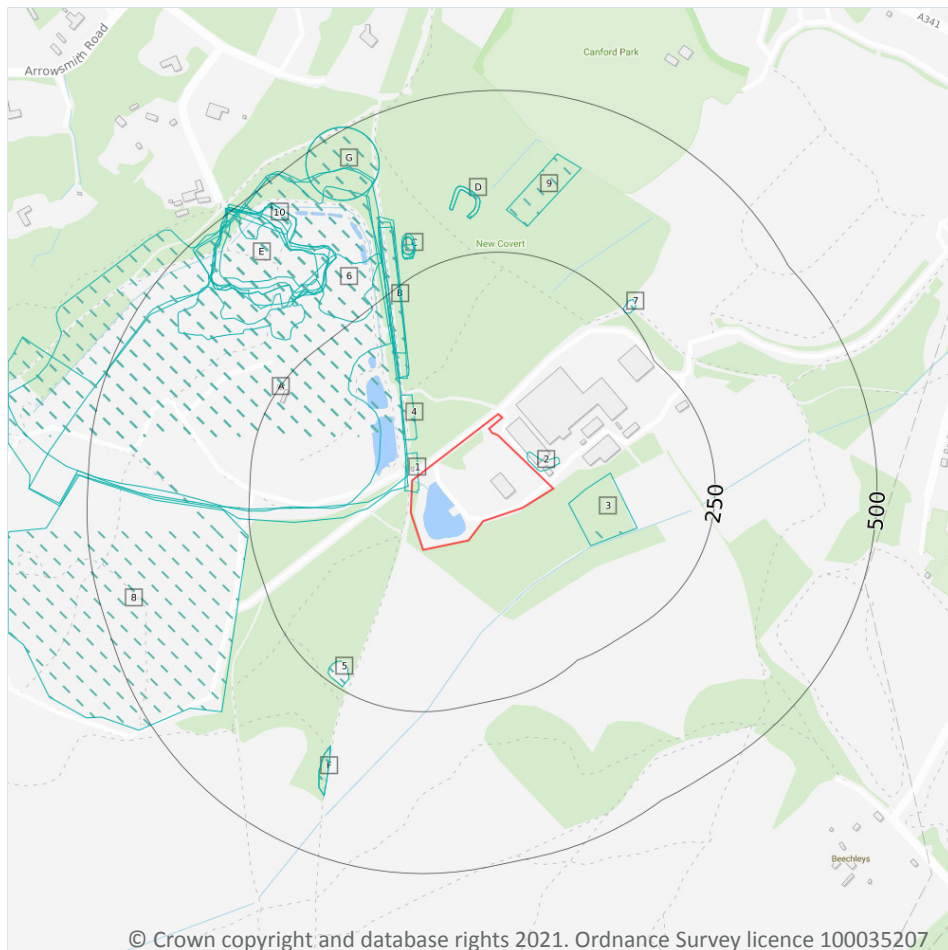 A341
Canford Park
Arrowsmith Road
G
D
9
10
C
New Covert
E
6
B
7
A
4
2
1
3
250
500
8
5
F
Beechleys
© Crown copyright and database rights 2021. Ordnance Survey licence 100035207